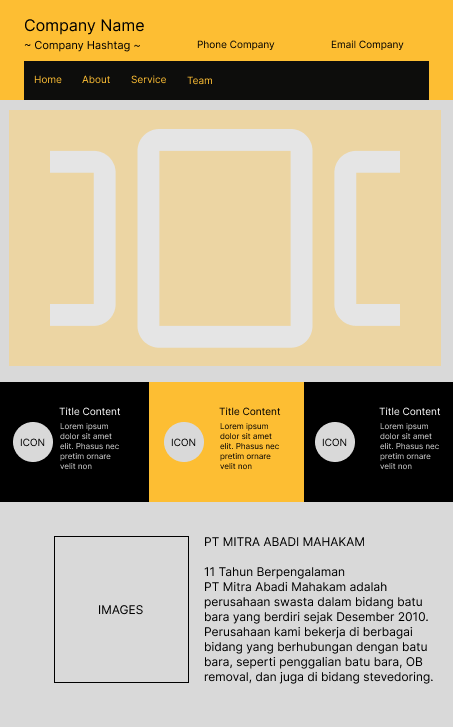 Company Name
~ Company Hashtag ~
Phone Company
Email Company
Home About Service Team
ICON
Title Content
Lorem ipsum
dolor sit amet
elit. Phasus nec
pretim ornare
velit non
ICON
Title Content
Lorem ipsum
dolor sit amet
elit. Phasus nec
pretim ornare
velit non
ICON
Title Content
Lorem ipsum
dolor sit amet
elit. Phasus nec
pretim ornare
velit non
IMAGES
PT MITRA ABADI MAHAKAM
11 Tahun Berpengalaman
PT Mitra Abadi Mahakam adalah
perusahaan swasta dalam bidang batu
bara yang berdiri sejak Desember 2010.
Perusahaan kami bekerja di berbagai
bidang yang berhubungan dengan batu
bara, seperti penggalian batu bara, OB
removal, dan juga di bidang stevedoring.